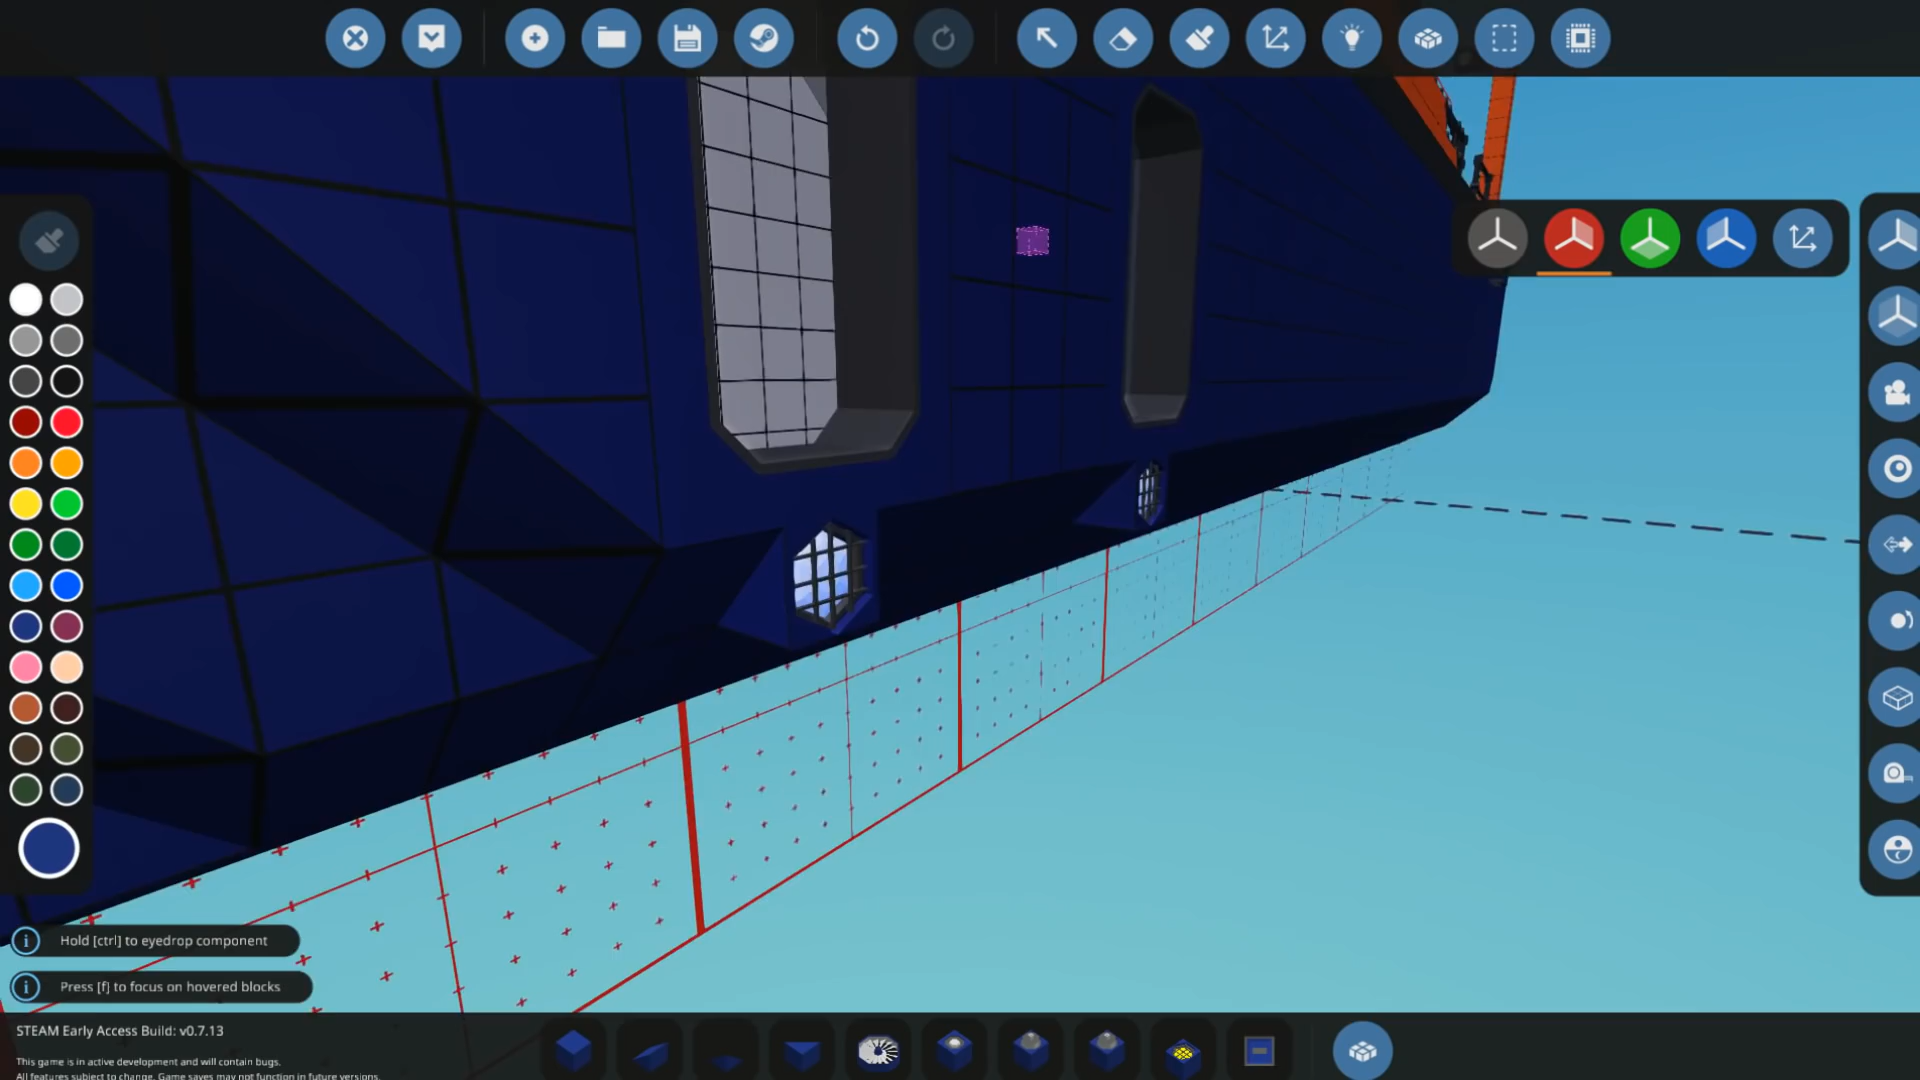 Hold [ctrl] to eyedrop component
Press [f] to focus on hovered blocks
STEAM Early Access Build: v0.7.13
This game is in active development and will contain bugs.
All features subject to change. Game saves may not function in future versions.